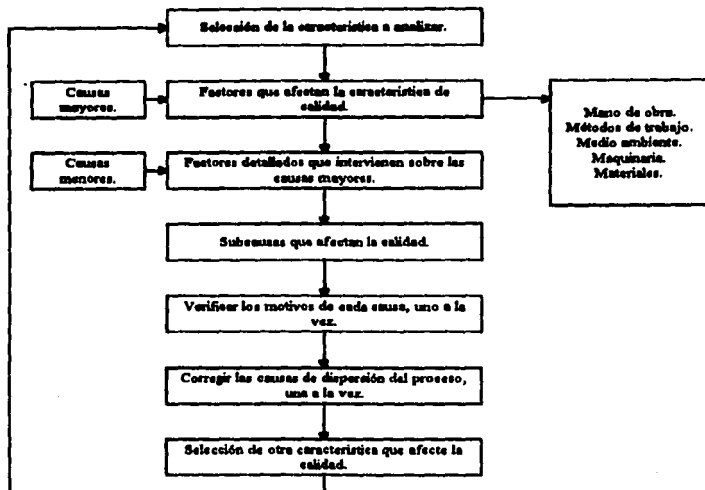 Selección de la característica a analizar.
Causas
mayores.
Factores que afectan la característica de
calidad.
Mano de obra.
Métodos de trabajo.
Medio ambiente.
Maquinaria.
Materiales.
Causas
menores.
Factores detallados que intervienen sobre las
causas mayores.
Subcausas que afectan la calidad.
Verificar los motivos de cada causa, uno a la
vez.
Corregir las causas de dispersión del proceso,
una a la vez.
Selección de otra característica que afecte la
calidad.